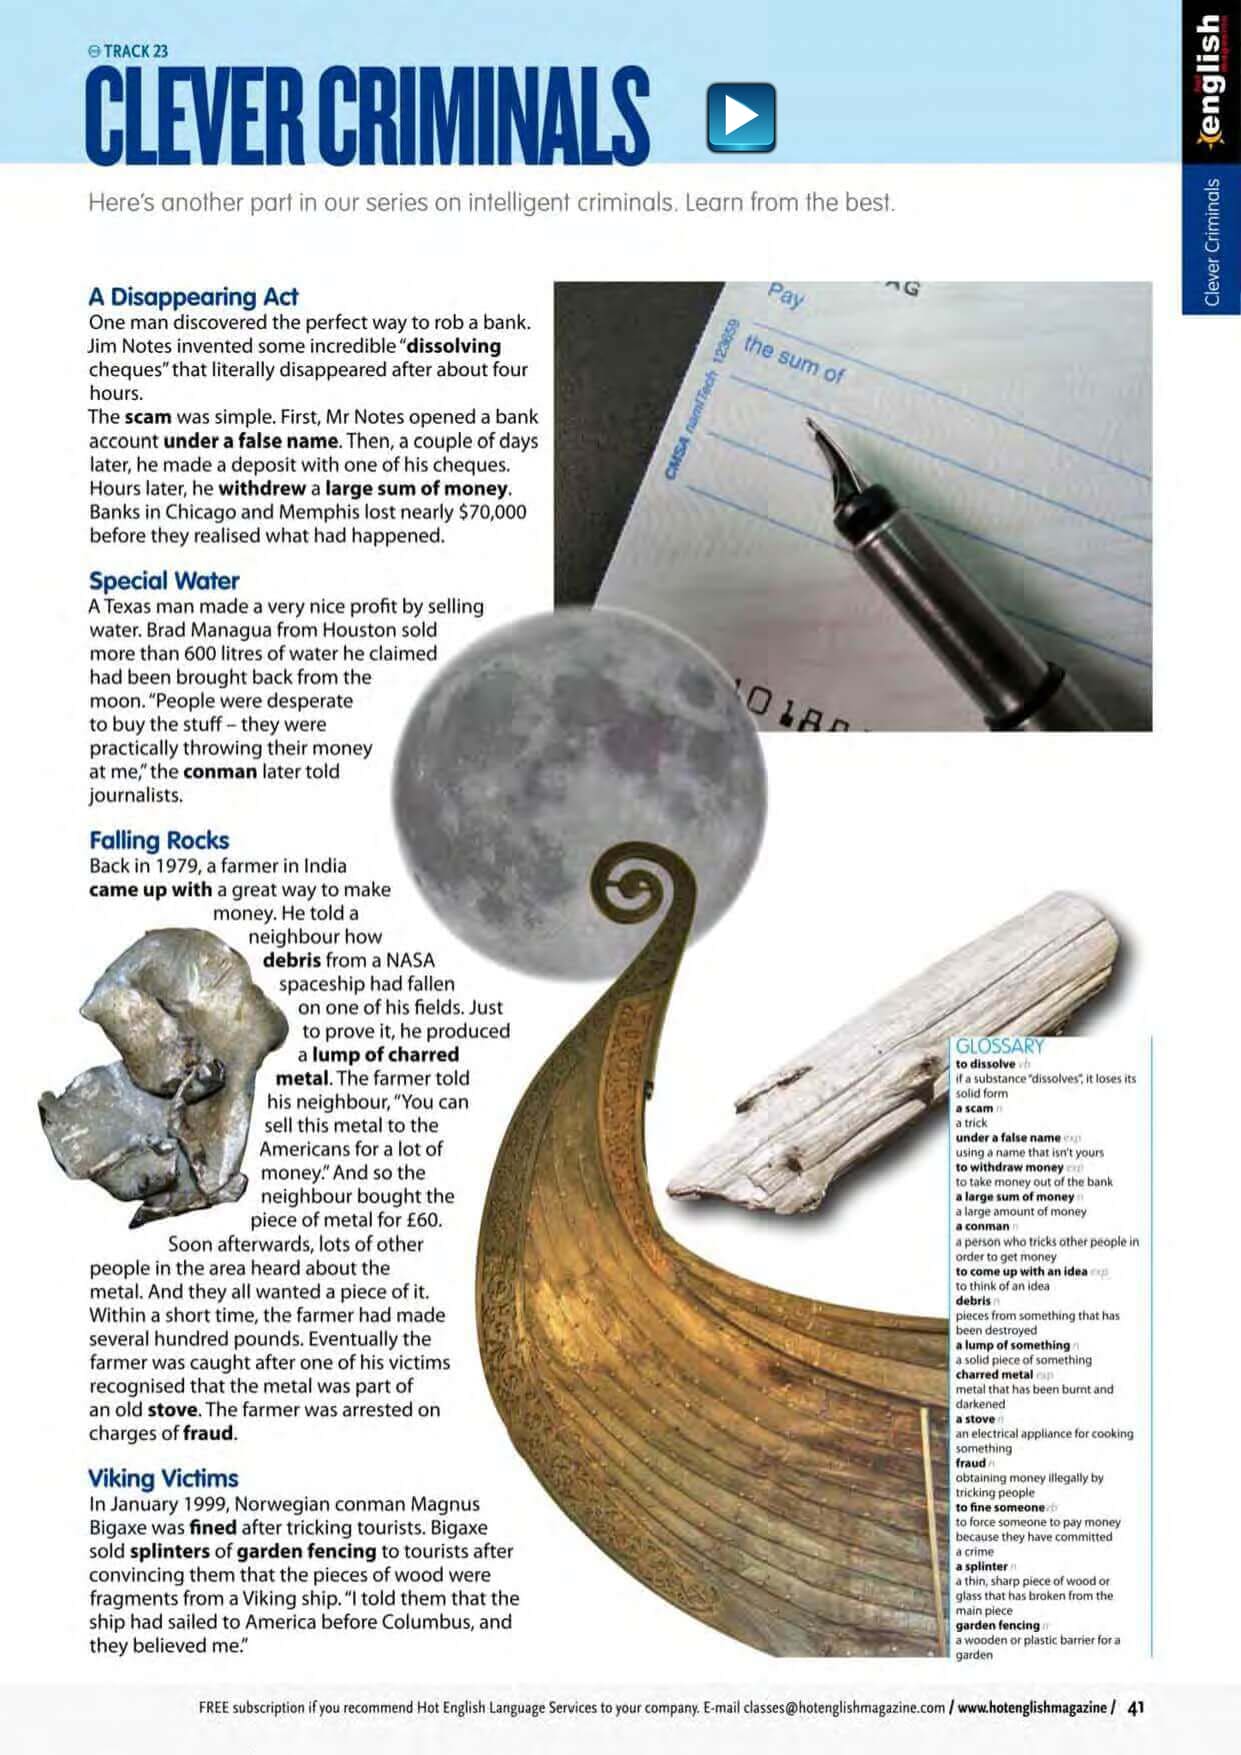 TRACK 23
CLEVER CRIMINALS
Here's another part in our series on intelligent criminals. Learn from the best.
english
magazine
Clever Criminals
A Disappearing Act
One man discovered the perfect way to rob a bank.
Jim Notes invented some incredible "dissolving
cheques" that literally disappeared after about four
hours.
The scam was simple. First, Mr Notes opened a bank
account under a false name. Then, a couple of days
later, he made a deposit with one of his cheques.
Hours later, he withdrew a large sum of money.
Banks in Chicago and Memphis lost nearly $70,000
before they realised what had happened.
Pay
the sum of
CMSA namITech 123659
Special Water
A Texas man made a very nice profit by selling
water. Brad Managua from Houston sold
more than 600 litres of water he claimed
had been brought back from the
moon. "People were desperate
to buy the stuff – they were
practically throwing their money
at me," the conman later told
journalists.
Falling Rocks
Back in 1979, a farmer in India
came up with a great way to make
money. He told a
neighbour how
debris from a NASA
spaceship had fallen
on one of his fields. Just
to prove it, he produced
a lump of charred
metal. The farmer told
his neighbour, "You can
sell this metal to the
Americans for a lot of
money." And so the
neighbour bought the
piece of metal for £60.
Soon afterwards, lots of other
people in the area heard about the
metal. And they all wanted a piece of it.
Within a short time, the farmer had made
several hundred pounds. Eventually the
farmer was caught after one of his victims
recognised that the metal was part of
an old stove. The farmer was arrested on
charges of fraud.
Viking Victims
In January 1999, Norwegian conman Magnus
Bigaxe was fined after tricking tourists. Bigaxe
sold splinters of garden fencing to tourists after
convincing them that the pieces of wood were
fragments from a Viking ship. "I told them that the
ship had sailed to America before Columbus, and
they believed me."
GLOSSARY
to dissolve vb
if a substance "dissolves", it loses its
solid form
a scam n
a trick
under a false name exp
using a name that isn't yours
to withdraw money exp
to take money out of the bank
a large sum of money n
a large amount of money
a conman n
a person who tricks other people in
order to get money
to come up with an idea exp
to think of an idea
debris n
pieces from something that has
been destroyed
a lump of something n
a solid piece of something
charred metal exp
metal that has been burnt and
darkened
a stove n
an electrical appliance for cooking
something
fraud n
obtaining money illegally by
tricking people
to fine someone vb
to force someone to pay money
because they have committed
a crime
a splinter n
a thin, sharp piece of wood or
glass that has broken from the
main piece
garden fencing n
a wooden or plastic barrier for a
garden
FREE subscription if you recommend Hot English Language Services to your company. E-mail classes@hotenglishmagazine.com / www.hotenglishmagazine / 41